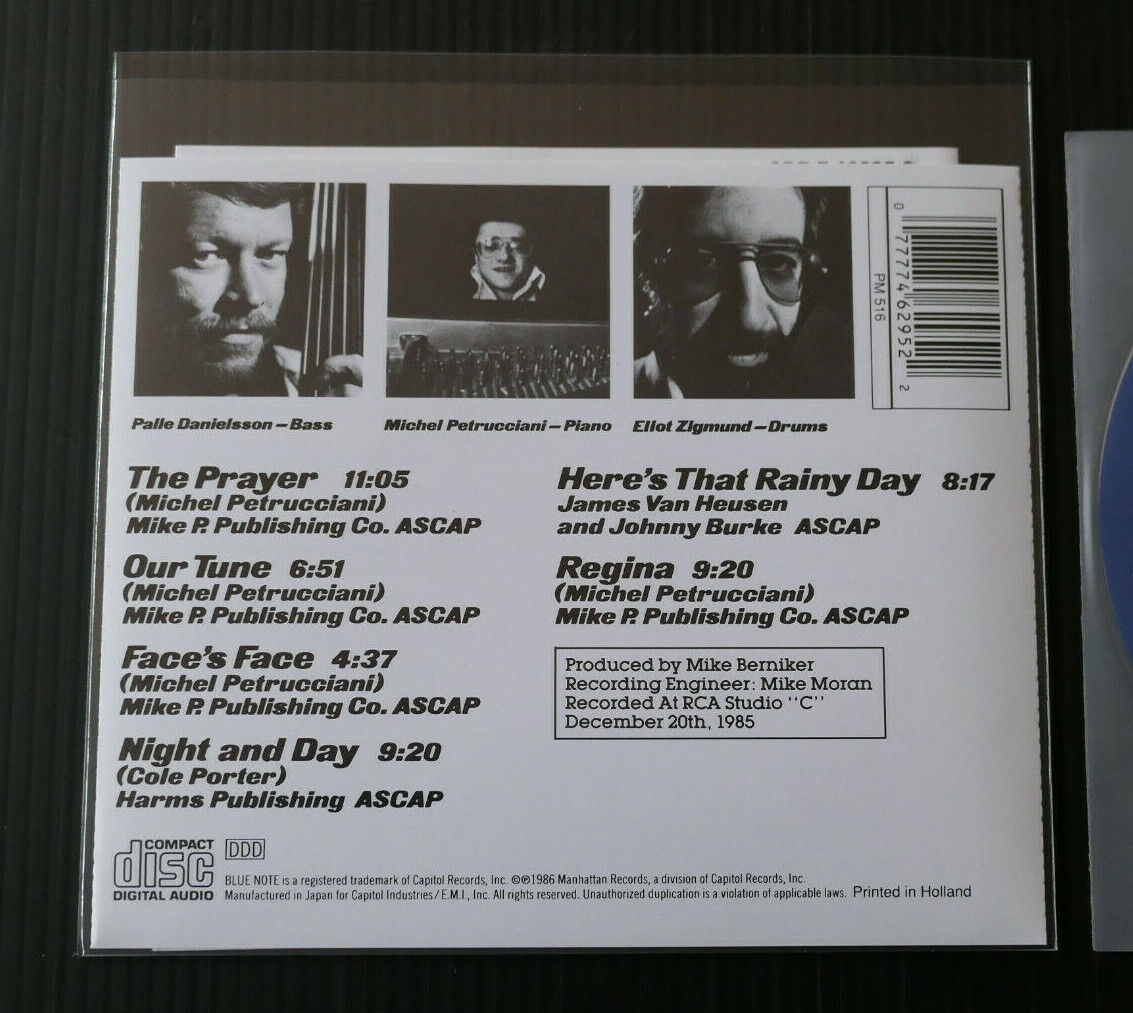 Palle Danielsson—Bass
Michel Petrucciani—Piano
Eliot Zigmund—Drums
PM 516
0 77774 62952 2
The Prayer 11:05
(Michel Petrucciani)
Mike P. Publishing Co. ASCAP
Our Tune 6:51
(Michel Petrucciani)
Mike P. Publishing Co. ASCAP
Face's Face 4:37
(Michel Petrucciani)
Mike P. Publishing Co. ASCAP
Night and Day 9:20
(Cole Porter)
Harms Publishing ASCAP
Here's That Rainy Day 8:17
James Van Heusen
and Johnny Burke ASCAP
Regina 9:20
(Michel Petrucciani)
Mike P. Publishing Co. ASCAP
Produced by Mike Berniker
Recording Engineer: Mike Moran
Recorded At RCA Studio "C"
December 20th, 1985
COMPACT
disc
DIGITAL AUDIO
DDD
BLUE NOTE is a registered trademark of Capitol Records, Inc. ©℗1986 Manhattan Records, a division of Capitol Records, Inc.
Manufactured in Japan for Capitol Industries/E.M.I., Inc. All rights reserved. Unauthorized duplication is a violation of applicable laws. Printed in Holland